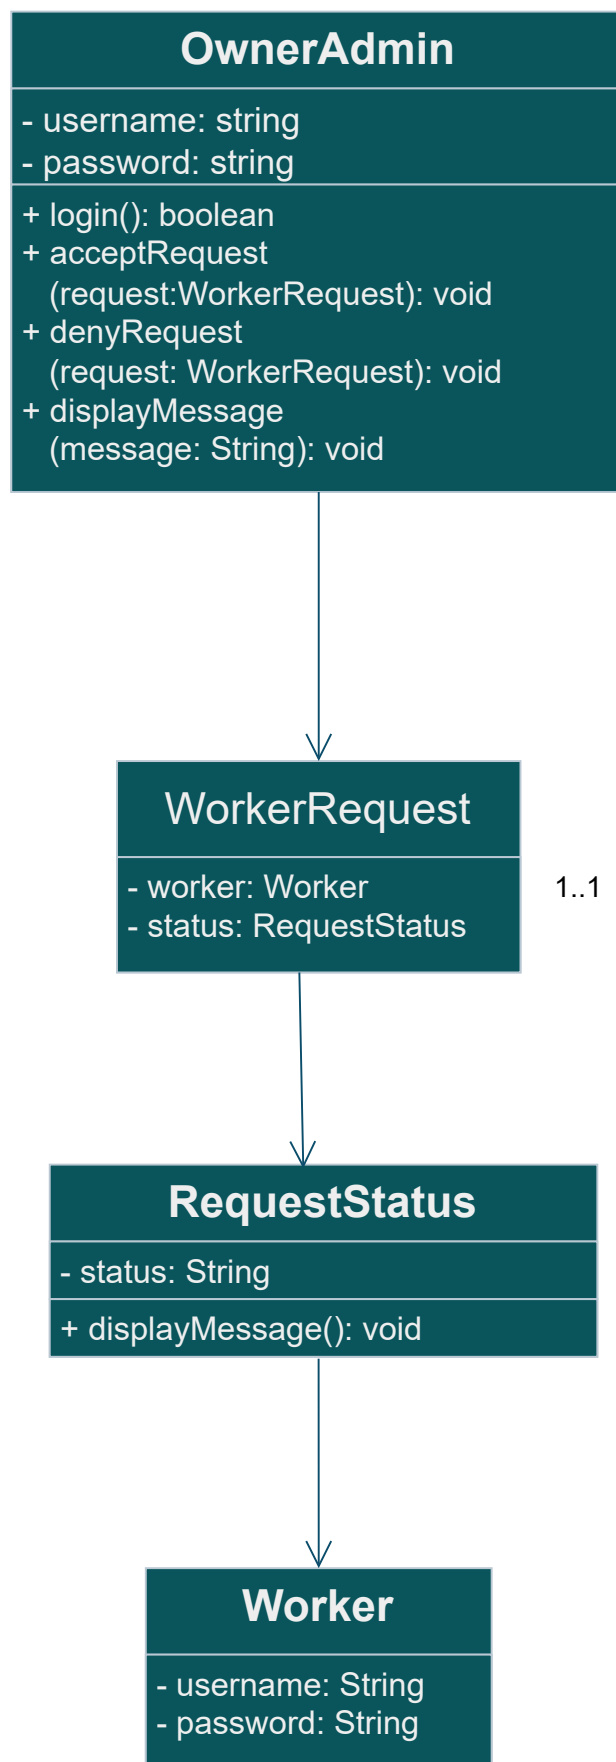 OwnerAdmin
- username: string
- password: string
+ login(): boolean
+ acceptRequest
(request:WorkerRequest): void
+ denyRequest
(request: WorkerRequest): void
+ displayMessage
(message: String): void
WorkerRequest
- worker: Worker
- status: RequestStatus
1..1
RequestStatus
- status: String
+ displayMessage(): void
Worker
- username: String
- password: String